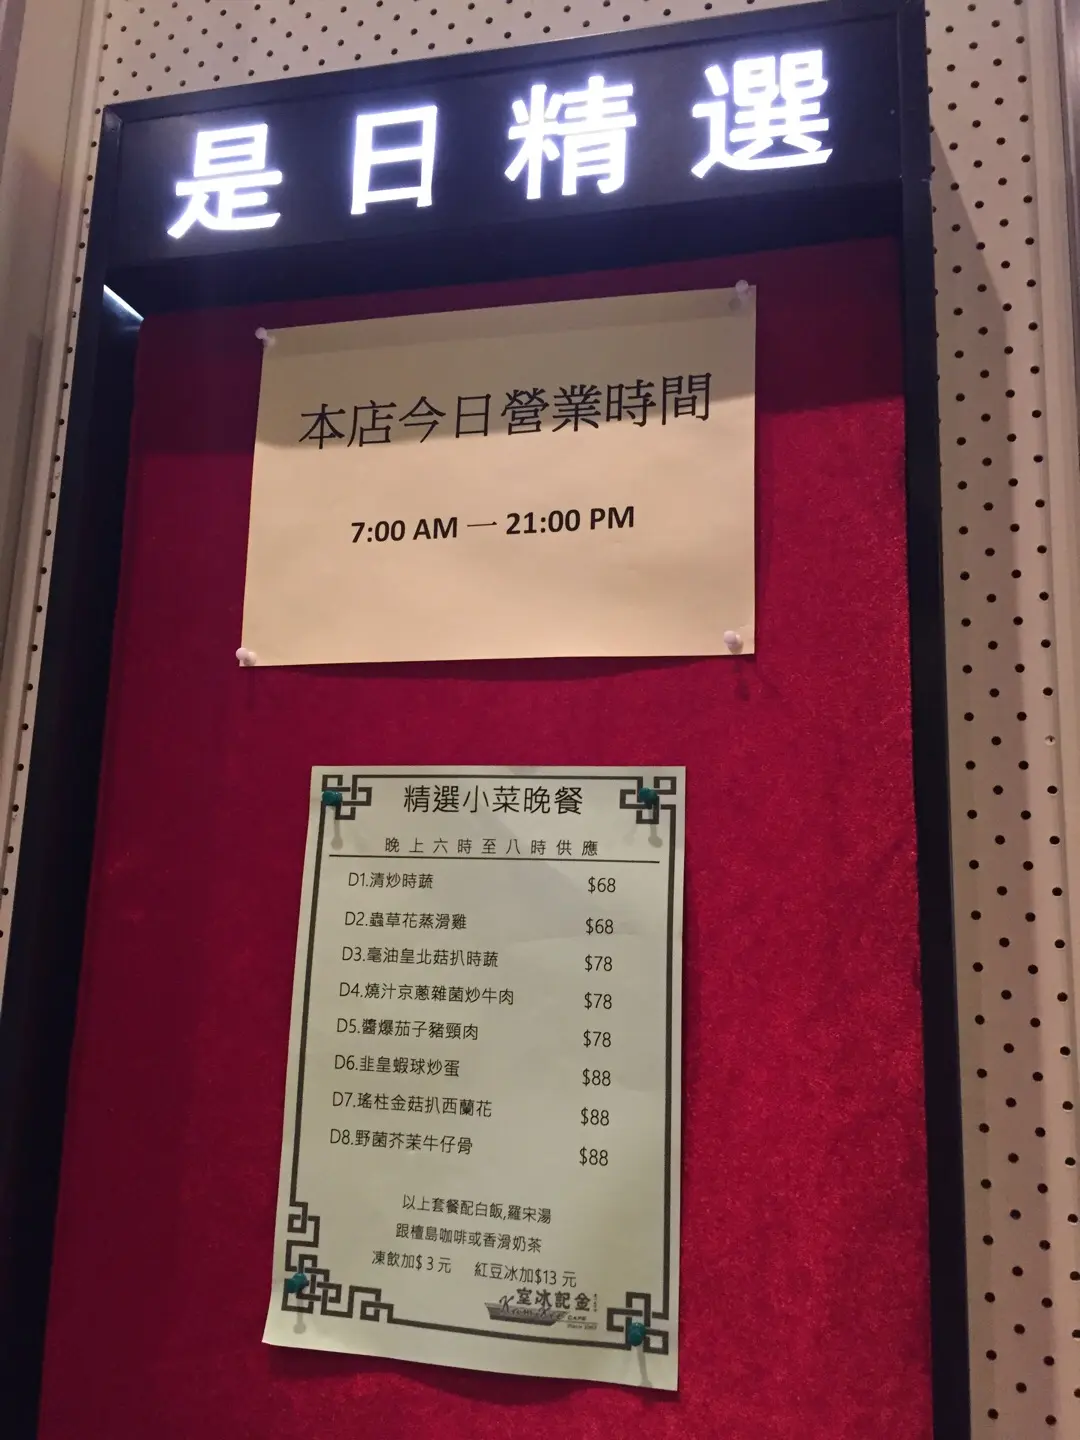 是日精選
本店今日營業時間
7:00 AM — 21:00 PM
精選小菜晚餐
晚上六時至八時供應
D1.清炒時蔬 $68
D2.蟲草花蒸滑雞 $68
D3.毫油皇北菇扒時蔬 $78
D4.燒汁京蔥雜菌炒牛肉 $78
D5.醬爆茄子豬頸肉 $78
D6.韭皇蝦球炒蛋 $88
D7.瑤柱金菇扒西蘭花 $88
D8.野菌芥茉牛仔骨 $88
以上套餐配白飯,羅宋湯
跟檀島咖啡或香滑奶茶
凍飲加$3元 紅豆冰加$13元
室冰記金
CAFE